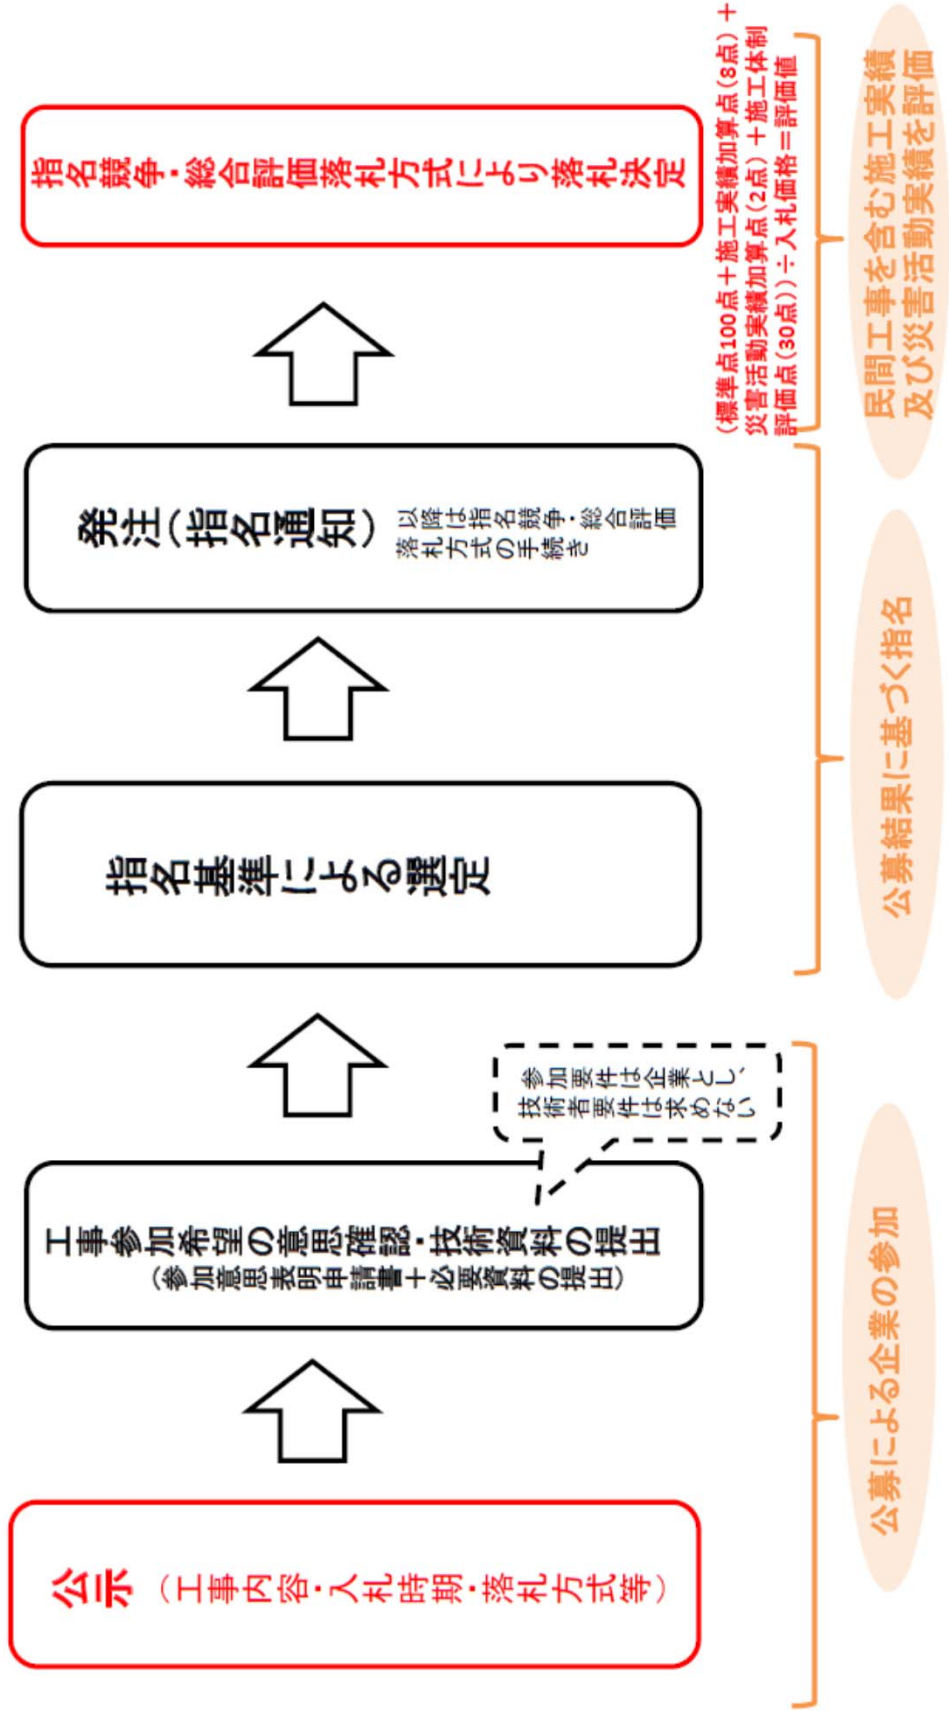 公示
（工事内容・入札時期・落札方式等）
工事参加希望の意思確認・技術資料の提出
（参加意思表明申請書＋必要資料の提出）
参加要件は企業とし、
技術者要件は求めない
指名基準による選定
発注（指名通知）
以降は指名競争・総合評価
落札方式の手続き
指名競争・総合評価落札方式により落札決定
（標準点100点＋施工実績加算点（8点）＋
災害活動実績加算点（2点）＋施工体制
評価点（30点））÷入札価格＝評価値
公募による企業の参加
公募結果に基づく指名
民間工事を含む施工実績
及び災害活動実績を評価